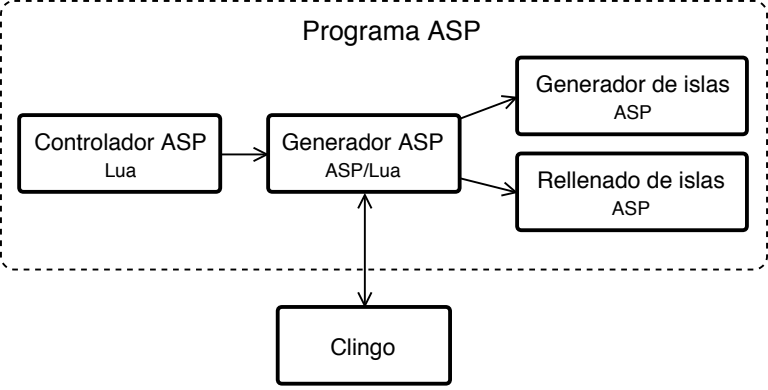 Programa ASP
Controlador ASP
Lua
Generador ASP
ASP/Lua
Generador de islas
ASP
Rellenado de islas
ASP
Clingo